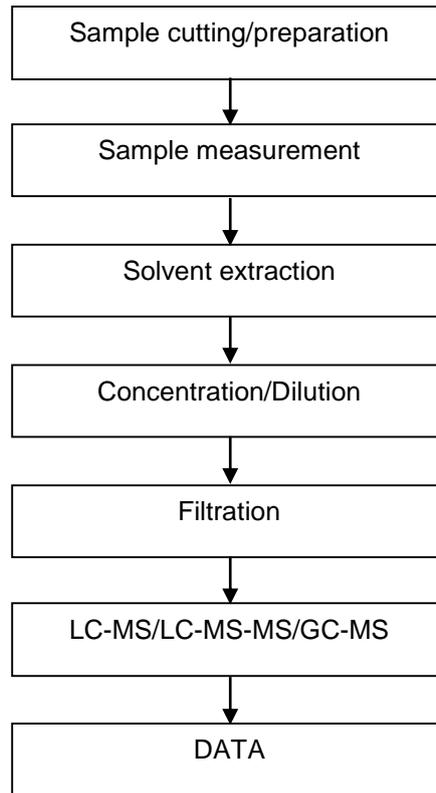 Sample cutting/preparation
Sample measurement
Solvent extraction
Concentration/Dilution
Filtration
LC-MS/LC-MS-MS/GC-MS
DATA